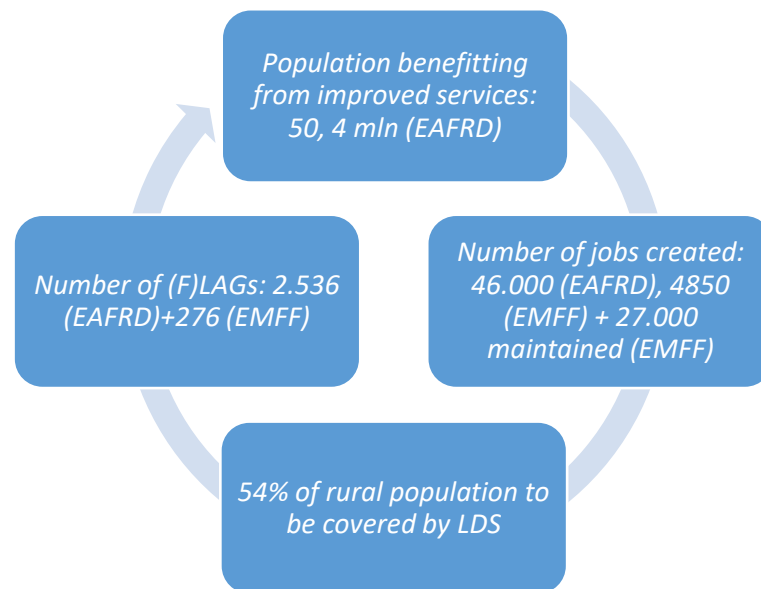 Population benefitting
from improved services:
50, 4 mln (EAFRD)
Number of jobs created:
46.000 (EAFRD), 4850
(EMFF) + 27.000
maintained (EMFF)
54% of rural population to
be covered by LDS
Number of (F)LAGs: 2.536
(EAFRD)+276 (EMFF)